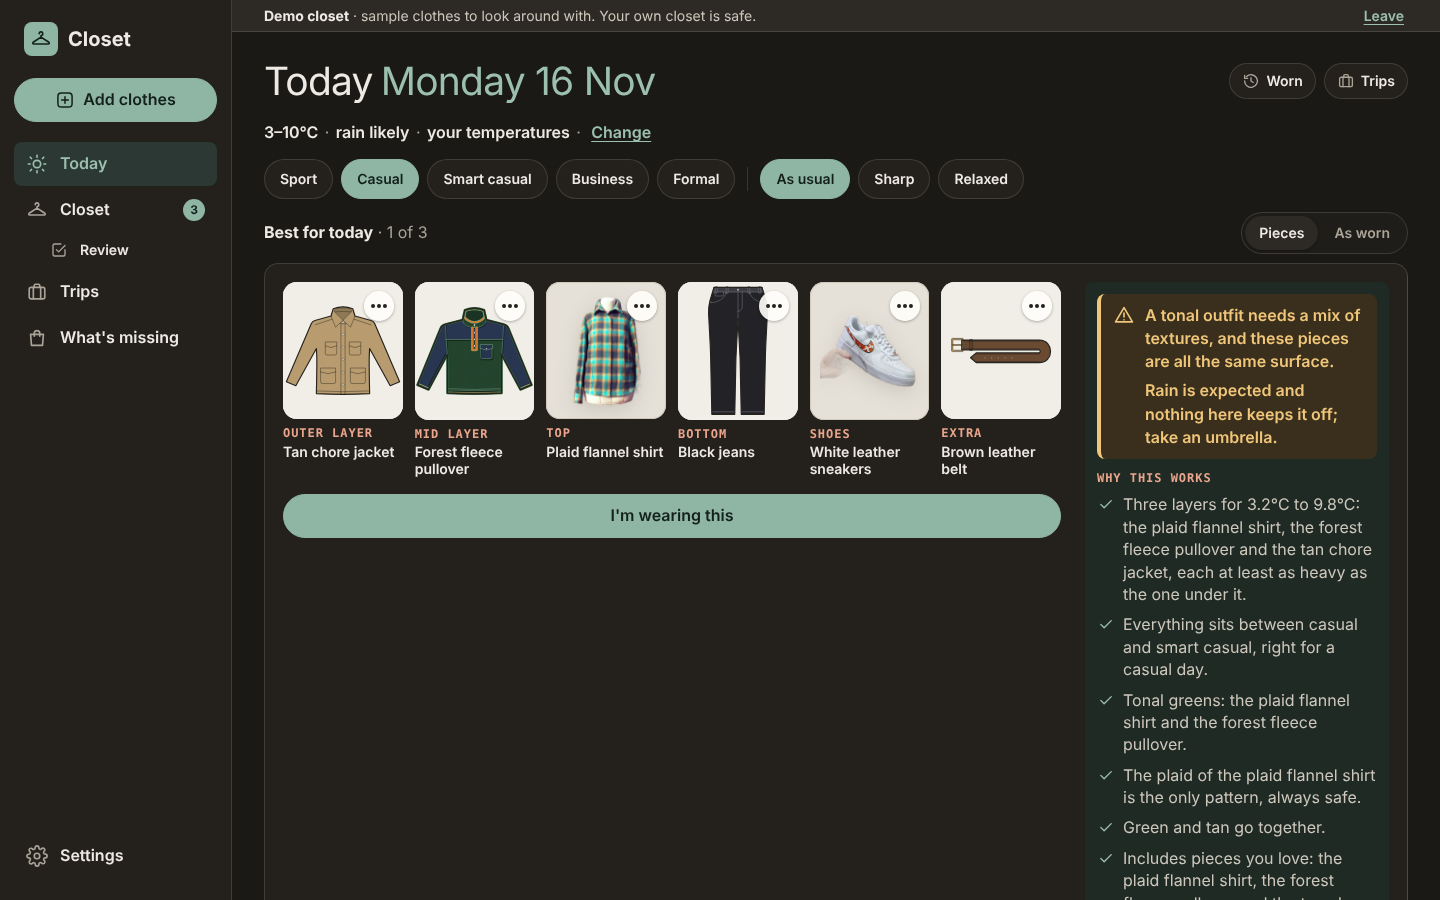 Closet
Add clothes
Today
Closet 3
Review
Trips
What's missing
Settings
Demo closet · sample clothes to look around with. Your own closet is safe.
Leave
Today Monday 16 Nov
Worn
Trips
3–10°C · rain likely · your temperatures · Change
Sport
Casual
Smart casual
Business
Formal
As usual
Sharp
Relaxed
Best for today · 1 of 3
Pieces
As worn
OUTER LAYER
Tan chore jacket
MID LAYER
Forest fleece
pullover
TOP
Plaid flannel shirt
BOTTOM
Black jeans
SHOES
White leather
sneakers
EXTRA
Brown leather
belt
I'm wearing this
A tonal outfit needs a mix of
textures, and these pieces
are all the same surface.
Rain is expected and
nothing here keeps it off;
take an umbrella.
WHY THIS WORKS
Three layers for 3.2°C to 9.8°C:
the plaid flannel shirt, the forest
fleece pullover and the tan chore
jacket, each at least as heavy as
the one under it.
Everything sits between casual
and smart casual, right for a
casual day.
Tonal greens: the plaid flannel
shirt and the forest fleece
pullover.
The plaid of the plaid flannel shirt
is the only pattern, always safe.
Green and tan go together.
Includes pieces you love: the
plaid flannel shirt, the forest